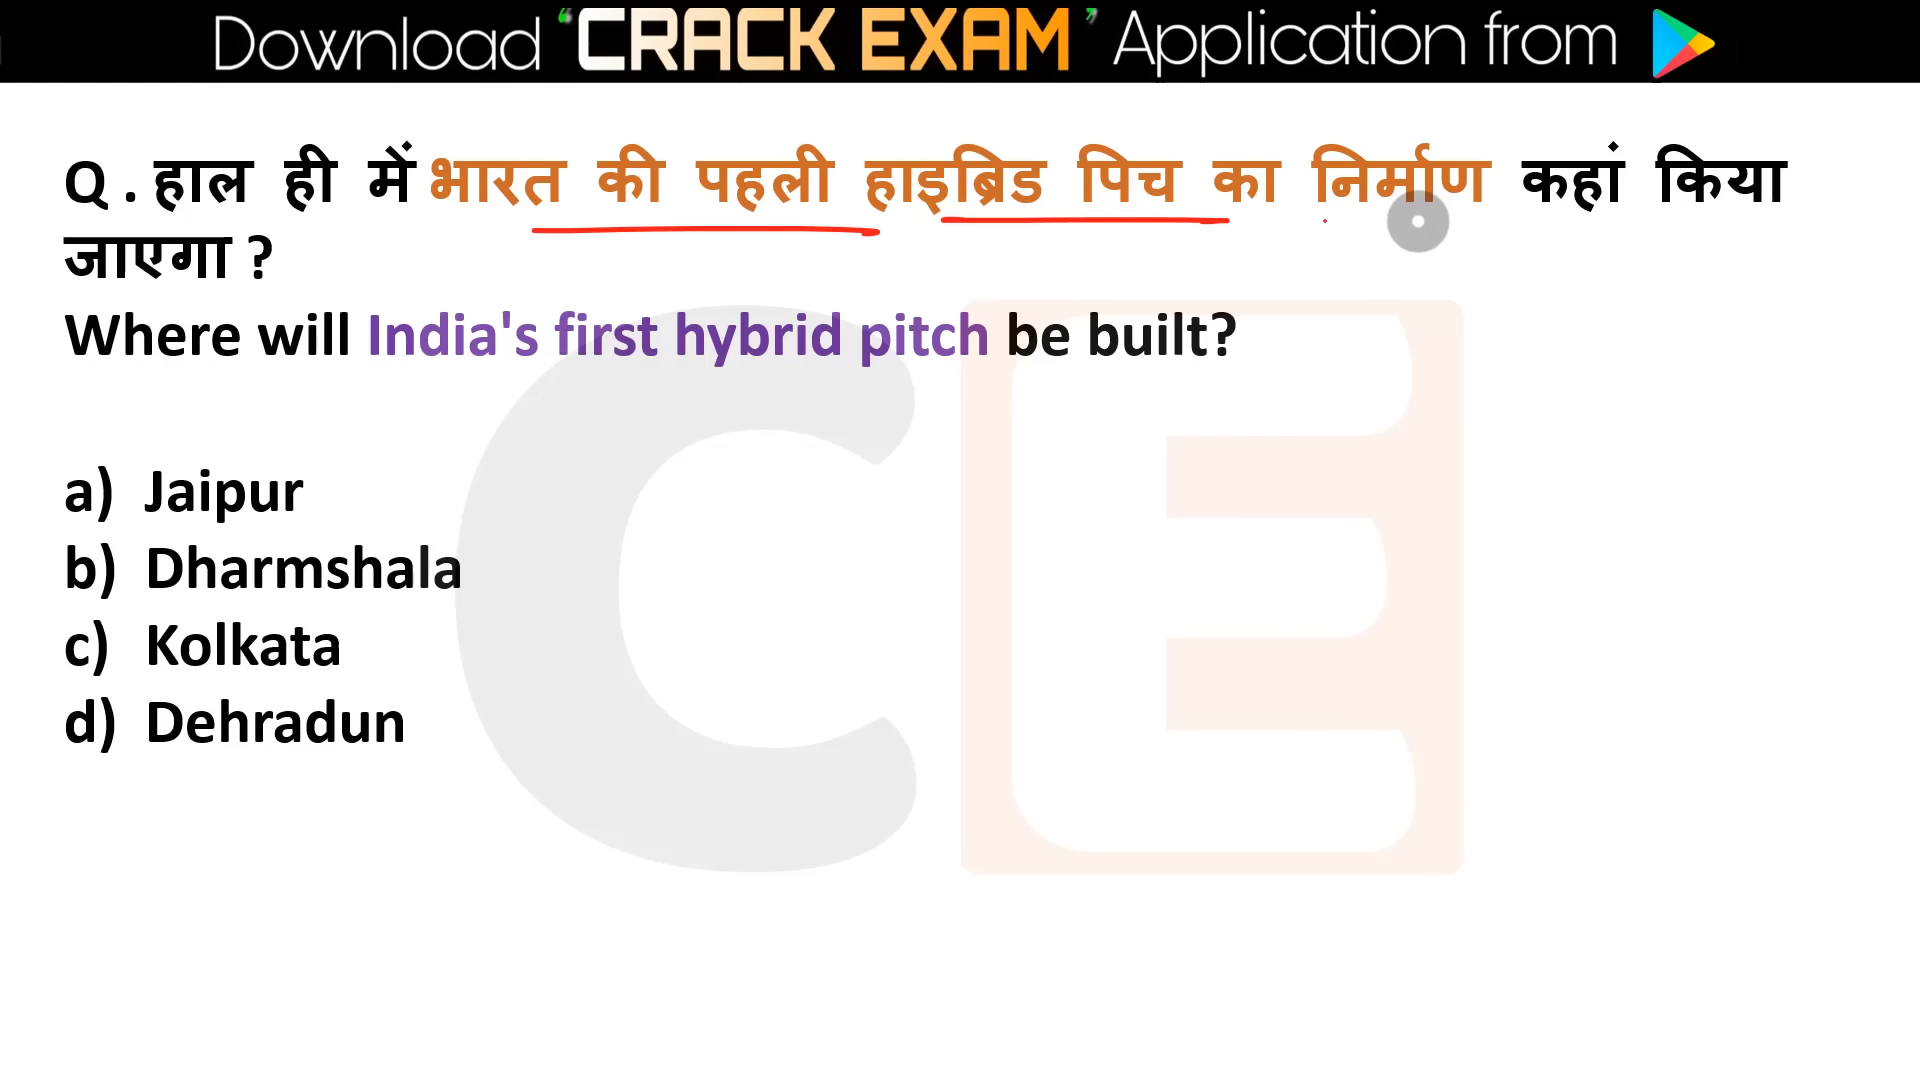 Download ‘CRACK EXAM’ Application from
Q . हाल ही में भारत की पहली हाइब्रिड पिच का निर्माण कहां किया
जाएगा ?
Where will India's first hybrid pitch be built?
a) Jaipur
b) Dharmshala
c) Kolkata
d) Dehradun
CE